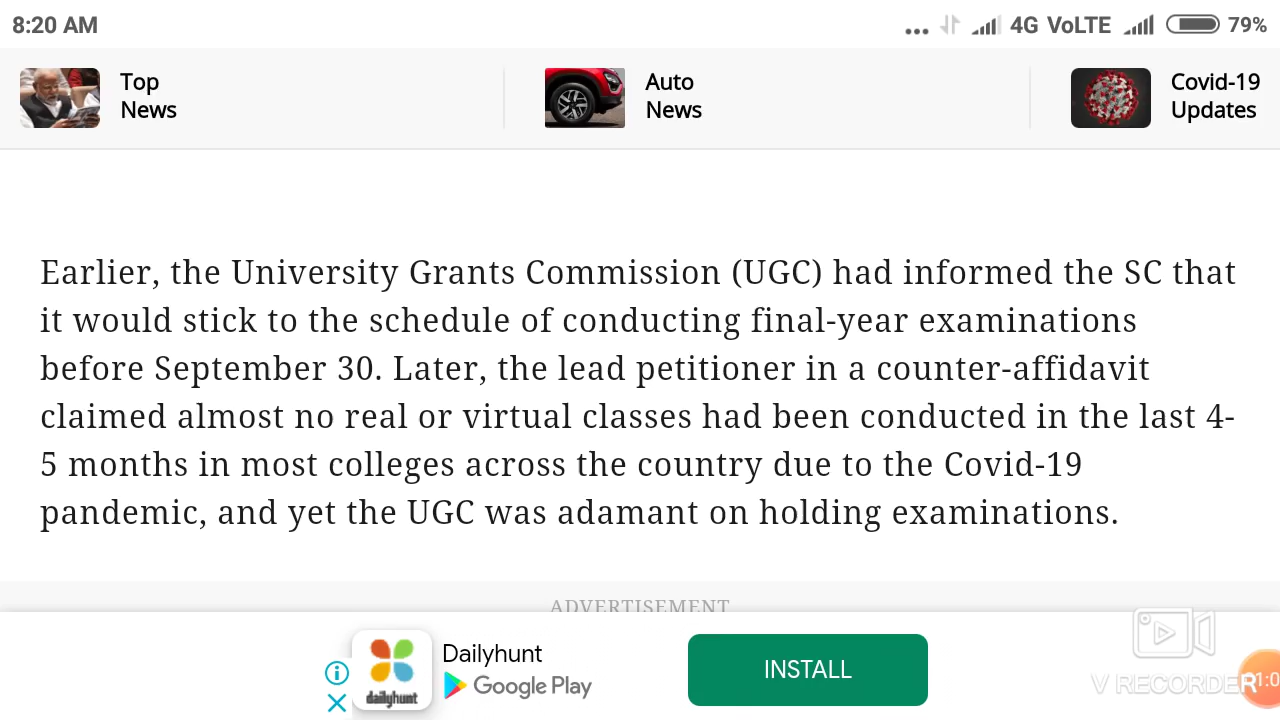 8:20 AM
... 4G VoLTE 79%
Top
News
Auto
News
Covid-19
Updates
Earlier, the University Grants Commission (UGC) had informed the SC that
it would stick to the schedule of conducting final-year examinations
before September 30. Later, the lead petitioner in a counter-affidavit
claimed almost no real or virtual classes had been conducted in the last 4-
5 months in most colleges across the country due to the Covid-19
pandemic, and yet the UGC was adamant on holding examinations.
ADVERTISEMENT
dailyhunt
Dailyhunt
Google Play
INSTALL
V RECORDER